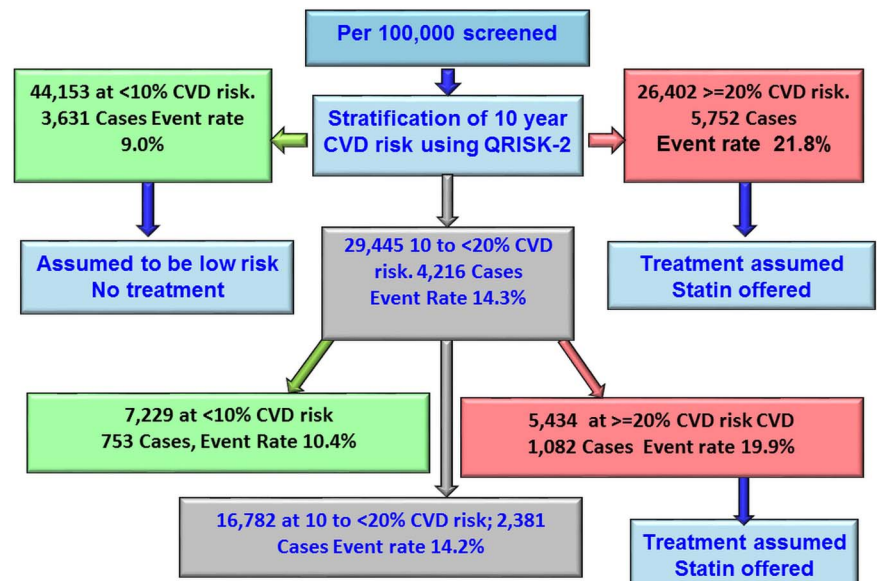 Per 100,000 screened
44,153 at <10% CVD risk.
3,631 Cases Event rate
9.0%
Stratification of 10 year
CVD risk using QRISK-2
26,402 >=20% CVD risk.
5,752 Cases
Event rate 21.8%
Assumed to be low risk
No treatment
29,445 10 to <20% CVD
risk. 4,216 Cases
Event Rate 14.3%
Treatment assumed
Statin offered
7,229 at <10% CVD risk
753 Cases, Event Rate 10.4%
5,434 at >=20% CVD risk CVD
1,082 Cases Event rate 19.9%
16,782 at 10 to <20% CVD risk; 2,381
Cases Event rate 14.2%
Treatment assumed
Statin offered